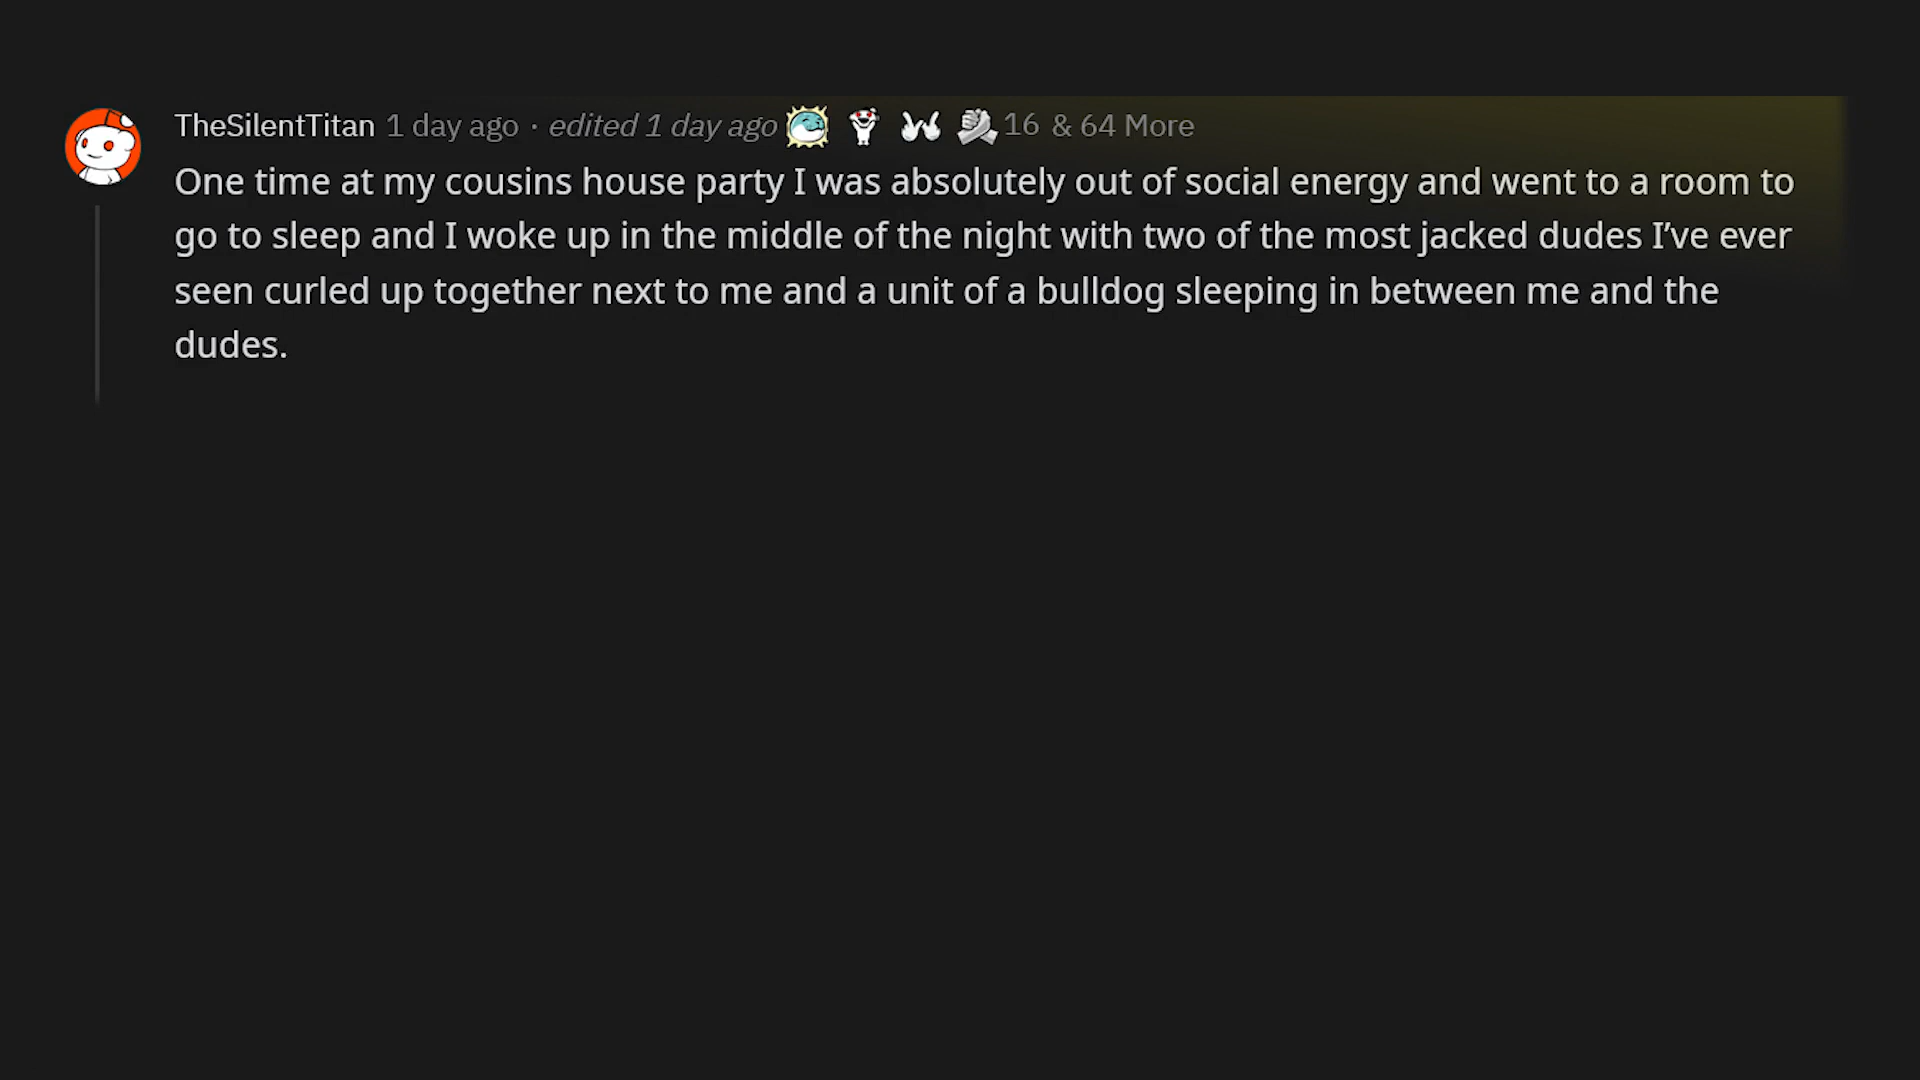 TheSilentTitan 1 day ago · edited 1 day ago 16 & 64 More
One time at my cousins house party I was absolutely out of social energy and went to a room to
go to sleep and I woke up in the middle of the night with two of the most jacked dudes I’ve ever
seen curled up together next to me and a unit of a bulldog sleeping in between me and the
dudes.